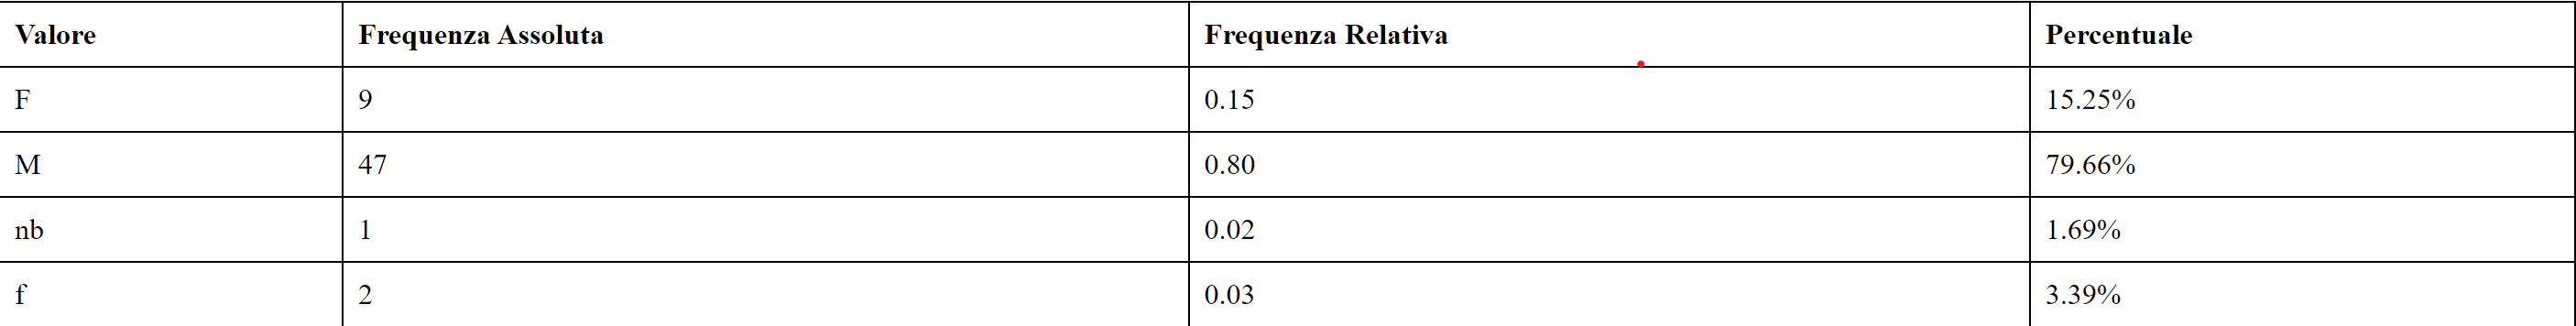 Valore Frequenza Assoluta Frequenza Relativa Percentuale
F 9 0.15 15.25%
M 47 0.80 79.66%
nb 1 0.02 1.69%
f 2 0.03 3.39%